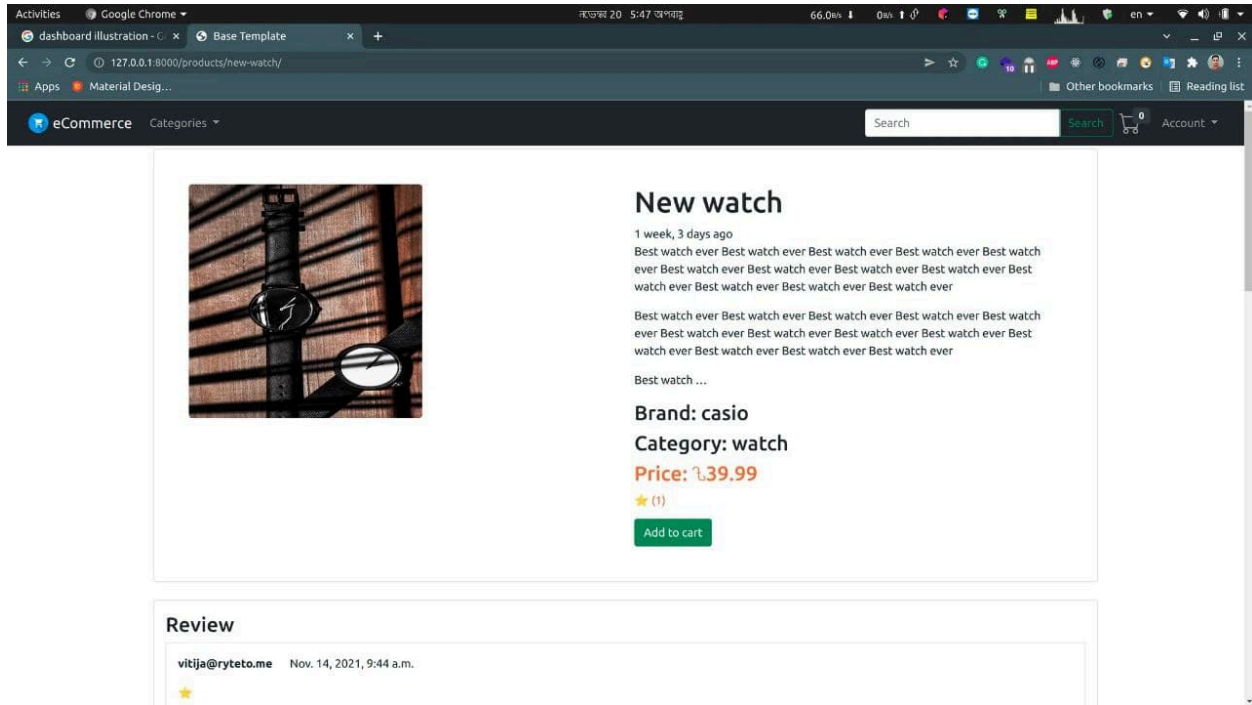 Activities Google Chrome নভেম্বর 20 5:47 অপরাহ্ন 66.0B/s 0B/s en
dashboard illustration - G Base Template
127.0.0.1:8000/products/new-watch/
Apps Material Desig... Other bookmarks Reading list
eCommerce Categories Search Search 0 Account
New watch
1 week, 3 days ago
Best watch ever Best watch ever Best watch ever Best watch ever Best watch
ever Best watch ever Best watch ever Best watch ever Best watch ever Best
watch ever Best watch ever Best watch ever Best watch ever
Best watch ever Best watch ever Best watch ever Best watch ever Best watch
ever Best watch ever Best watch ever Best watch ever Best watch ever Best
watch ever Best watch ever Best watch ever Best watch ever
Best watch ...
Brand: casio
Category: watch
Price: ৳39.99
(1)
Add to cart
Review
vitija@ryteto.me Nov. 14, 2021, 9:44 a.m.